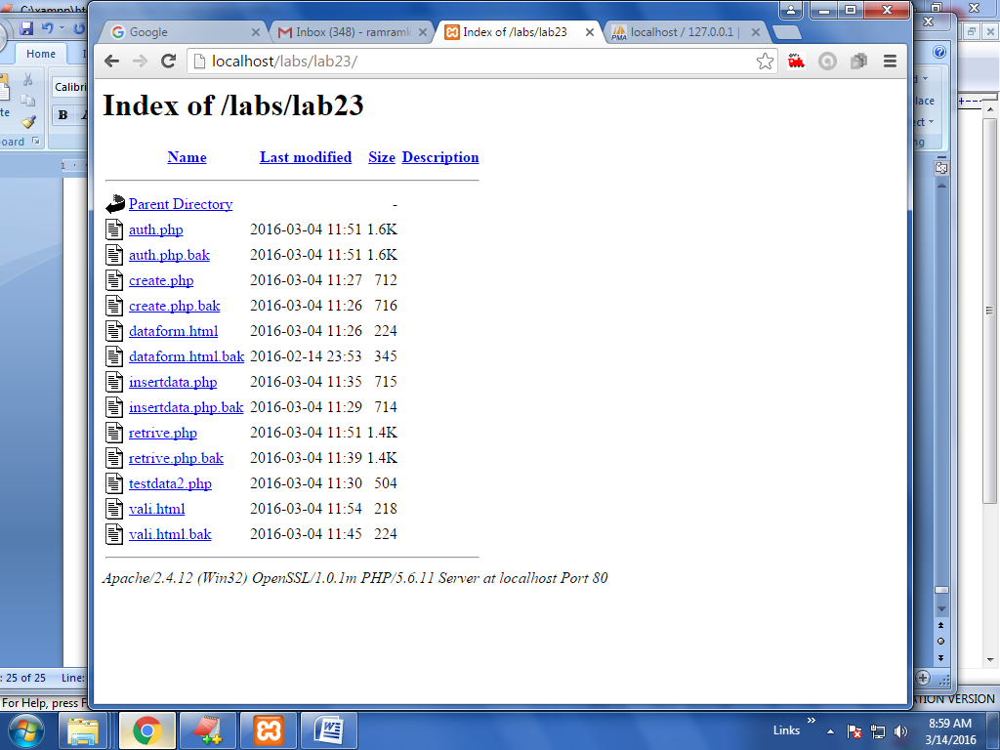 C:\xampp\ht
Google
Inbox (348) - ramramk
Index of /labs/lab23
localhost / 127.0.0.1 |
localhost/labs/lab23/
Home
Calibri
B
board
Index of /labs/lab23
Name Last modified Size Description
Parent Directory -
auth.php 2016-03-04 11:51 1.6K
auth.php.bak 2016-03-04 11:51 1.6K
create.php 2016-03-04 11:27 712
create.php.bak 2016-03-04 11:26 716
dataform.html 2016-03-04 11:26 224
dataform.html.bak 2016-02-14 23:53 345
insertdata.php 2016-03-04 11:35 715
insertdata.php.bak 2016-03-04 11:29 714
retrive.php 2016-03-04 11:51 1.4K
retrive.php.bak 2016-03-04 11:39 1.4K
testdata2.php 2016-03-04 11:30 504
vali.html 2016-03-04 11:54 218
vali.html.bak 2016-03-04 11:45 224
Apache/2.4.12 (Win32) OpenSSL/1.0.1m PHP/5.6.11 Server at localhost Port 80
: 25 of 25 Line:
For Help, press F
ATION VERSION
Links
8:59 AM
3/14/2016